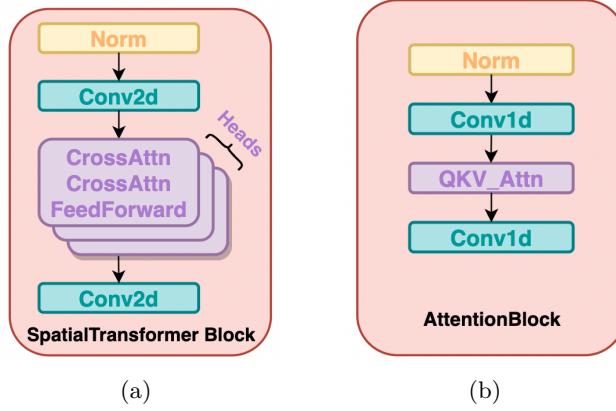 Norm
Conv2d
Heads
CrossAttn
CrossAttn
FeedForward
Conv2d
SpatialTransformer Block
(a)
Norm
Conv1d
QKV_Attn
Conv1d
AttentionBlock
(b)